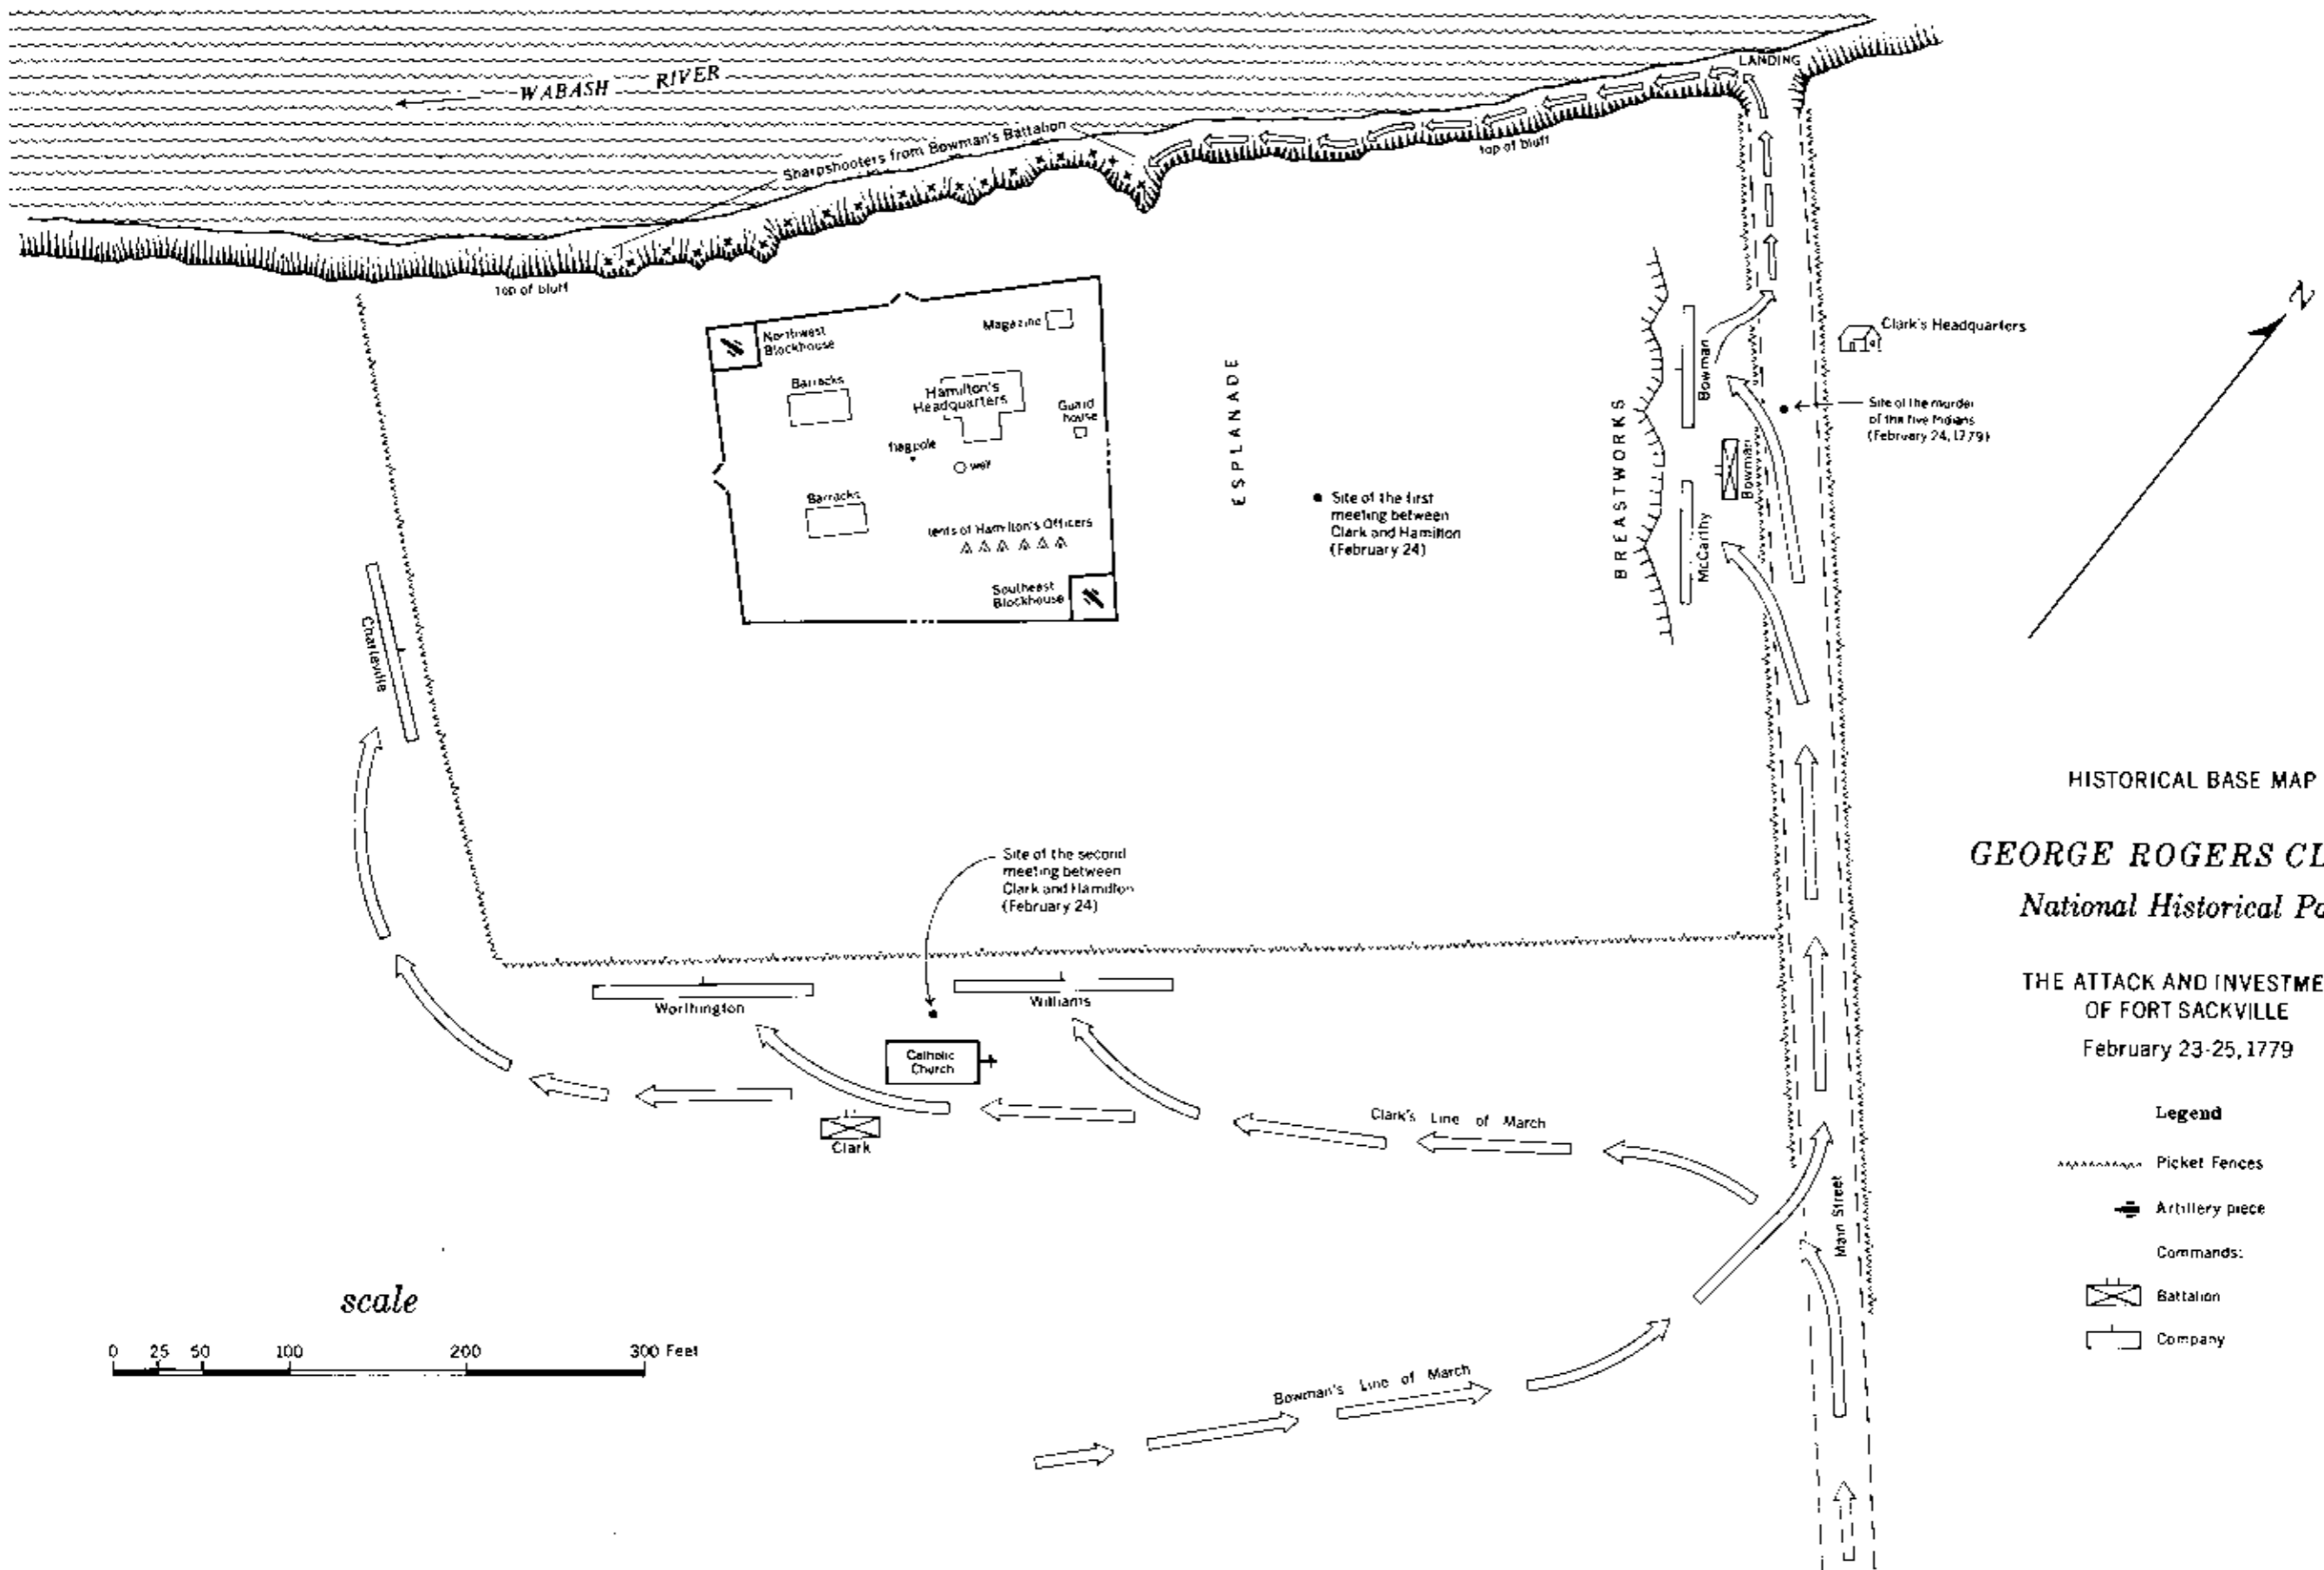 WABASH RIVER
LANDING
Sharpshooters from Bowman's Battalion
top of bluff
Top of bluff
Northwest
Blockhouse
Magazine
Barracks
Hamilton's
Headquarters
Guard
house
flagpole
well
Barracks
tents of Hamilton's Officers
Southeast
Blockhouse
ESPLANADE
Site of the first
meeting between
Clark and Hamilton
(February 24)
BREASTWORKS
Bowman
Bowman
McCarthy
Clark's Headquarters
Site of the murder
of the five Indians
(February 24, 1779)
N
Charleville
Site of the second
meeting between
Clark and Hamilton
(February 24)
Worthington
Williams
Catholic
Church
Clark
Clark's Line of March
Main Street
Bowman's Line of March
scale
0 25 50 100 200 300 Feet
HISTORICAL BASE MAP
GEORGE ROGERS CL
National Historical Pa
THE ATTACK AND INVESTME
OF FORT SACKVILLE
February 23-25, 1779
Legend
Picket Fences
Artillery piece
Commands:
Battalion
Company